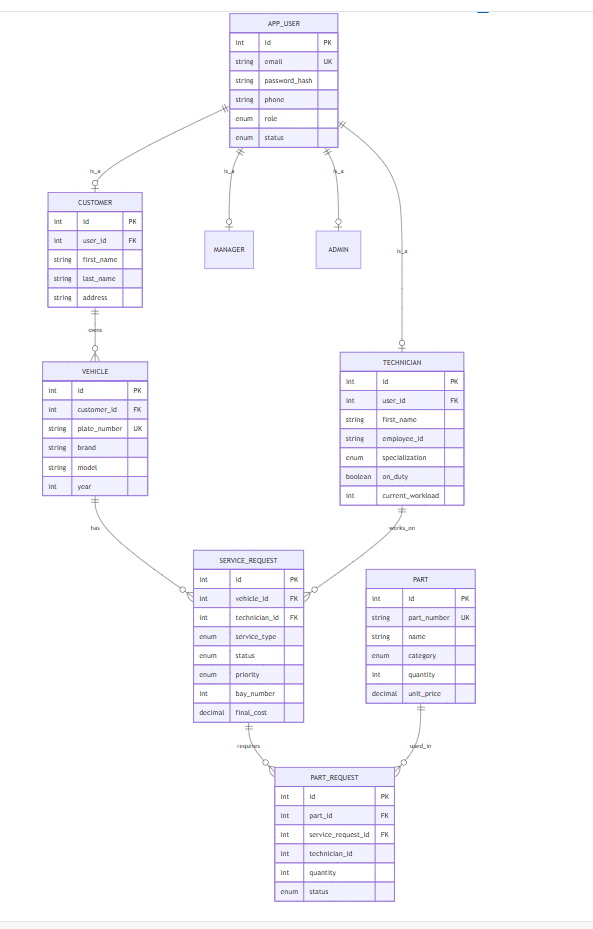 APP_USER
int id PK
string email UK
string password_hash
string phone
enum role
enum status
is_a
is_a
is_a
is_a
CUSTOMER
int id PK
int user_id FK
string first_name
string last_name
string address
MANAGER
ADMIN
owns
VEHICLE
int id PK
int customer_id FK
string plate_number UK
string brand
string model
int year
TECHNICIAN
int id PK
int user_id FK
string first_name
string employee_id
enum specialization
boolean on_duty
int current_workload
has
works_on
SERVICE_REQUEST
int id PK
int vehicle_id FK
int technician_id FK
enum service_type
enum status
enum priority
int bay_number
decimal final_cost
PART
int id PK
string part_number UK
string name
enum category
int quantity
decimal unit_price
requires
used_in
PART_REQUEST
int id PK
int part_id FK
int service_request_id FK
int technician_id
int quantity
enum status